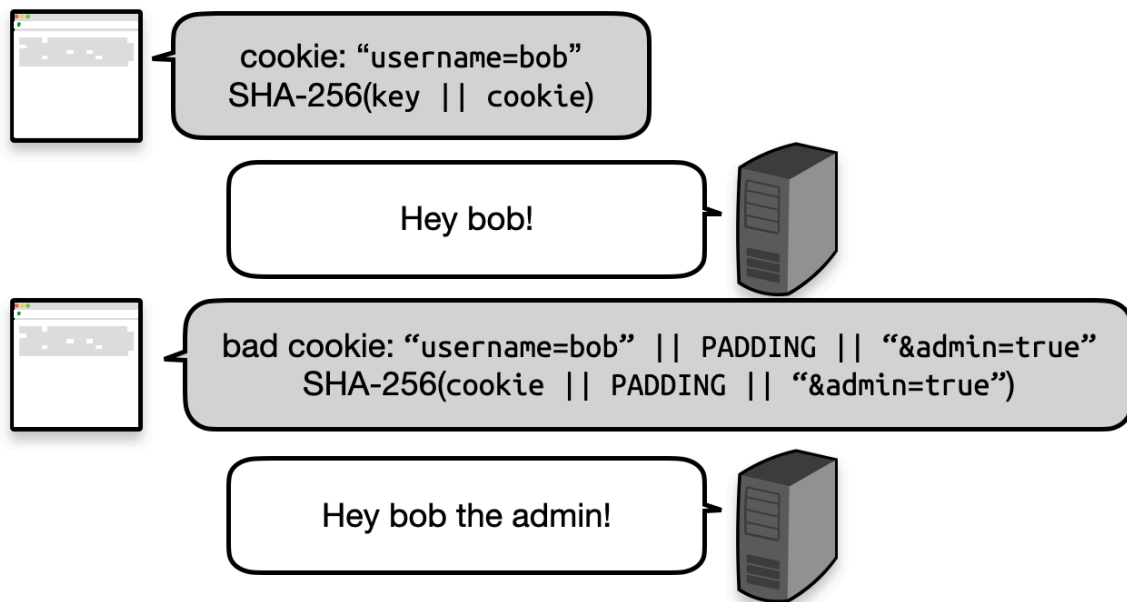 cookie: “username=bob”
SHA-256(key || cookie)
Hey bob!
bad cookie: “username=bob” || PADDING || “&admin=true”
SHA-256(cookie || PADDING || “&admin=true”)
Hey bob the admin!